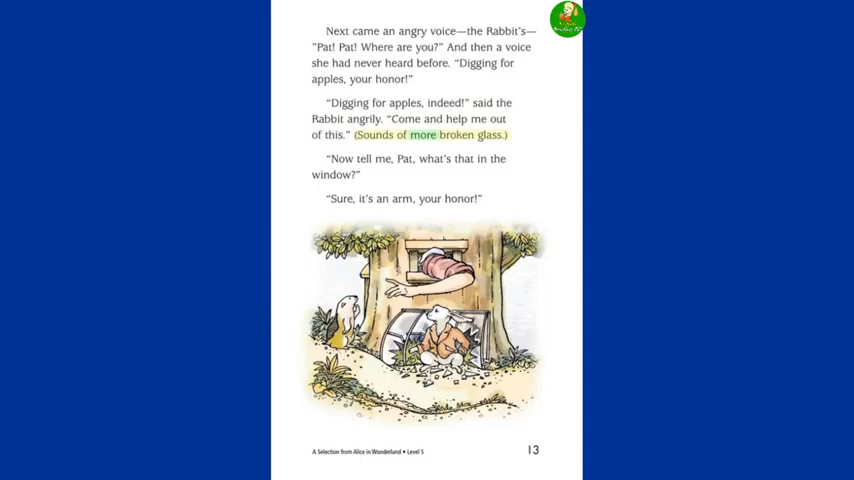 Next came an angry voice—the Rabbit's—
"Pat! Pat! Where are you?" And then a voice
she had never heard before. "Digging for
apples, your honor!"
"Digging for apples, indeed!" said the
Rabbit angrily. "Come and help me out
of this." (Sounds of more broken glass.)
"Now tell me, Pat, what's that in the
window?"
"Sure, it's an arm, your honor!"
A Selection from Alice in Wonderland • Level S
13